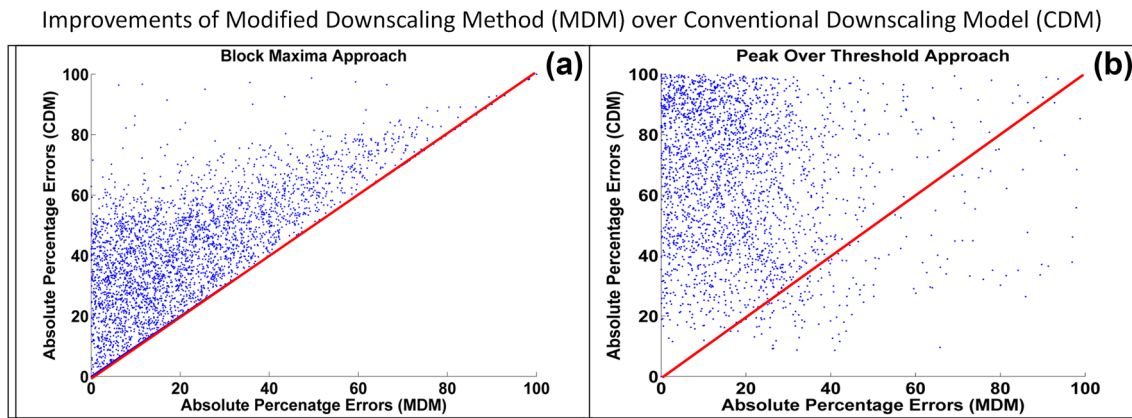 Improvements of Modified Downscaling Method (MDM) over Conventional Downscaling Model (CDM)
Block Maxima Approach
(a)
Absolute Percentage Errors (CDM)
100
80
60
40
20
0
0 20 40 60 80 100
Absolute Percenatge Errors (MDM)
Peak Over Threshold Approach
(b)
Absolute Percentage Errors (CDM)
100
80
60
40
20
0
0 20 40 60 80 100
Absolute Percentage Errors (MDM)